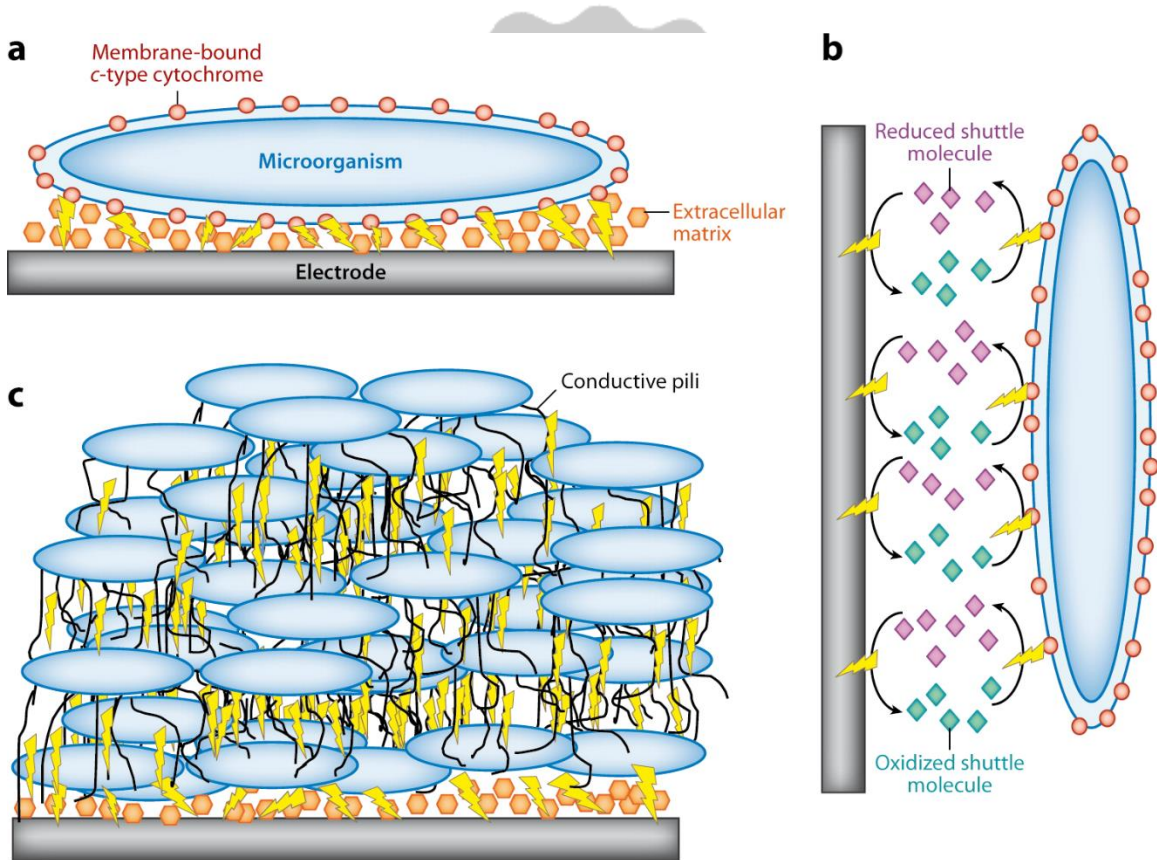 a
Membrane-bound
c-type cytochrome
Microorganism
Extracellular
matrix
Electrode
b
Reduced shuttle
molecule
Oxidized shuttle
molecule
c
Conductive pili